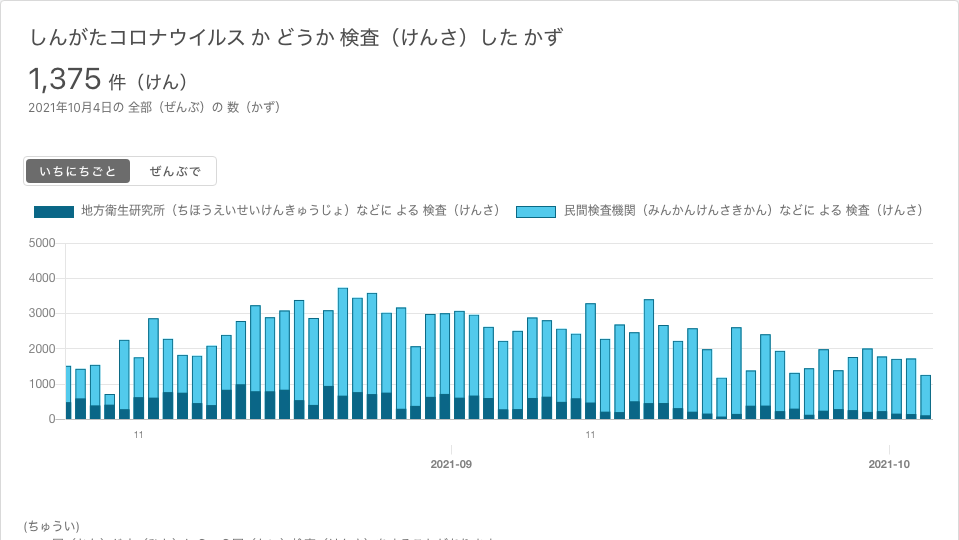 しんがたコロナウイルス か どうか 検査（けんさ）した かず
1,375 件（けん）
2021年10月4日の 全部（ぜんぶ）の 数（かず）
いちにちごと ぜんぶで
地方衛生研究所（ちほうえいせいけんきゅうじょ）などに よる 検査（けんさ） 民間検査機関（みんかんけんさきかん）などに よる 検査（けんさ）
5000
4000
3000
2000
1000
0
11 11
2021-09 2021-10
(ちゅうい)